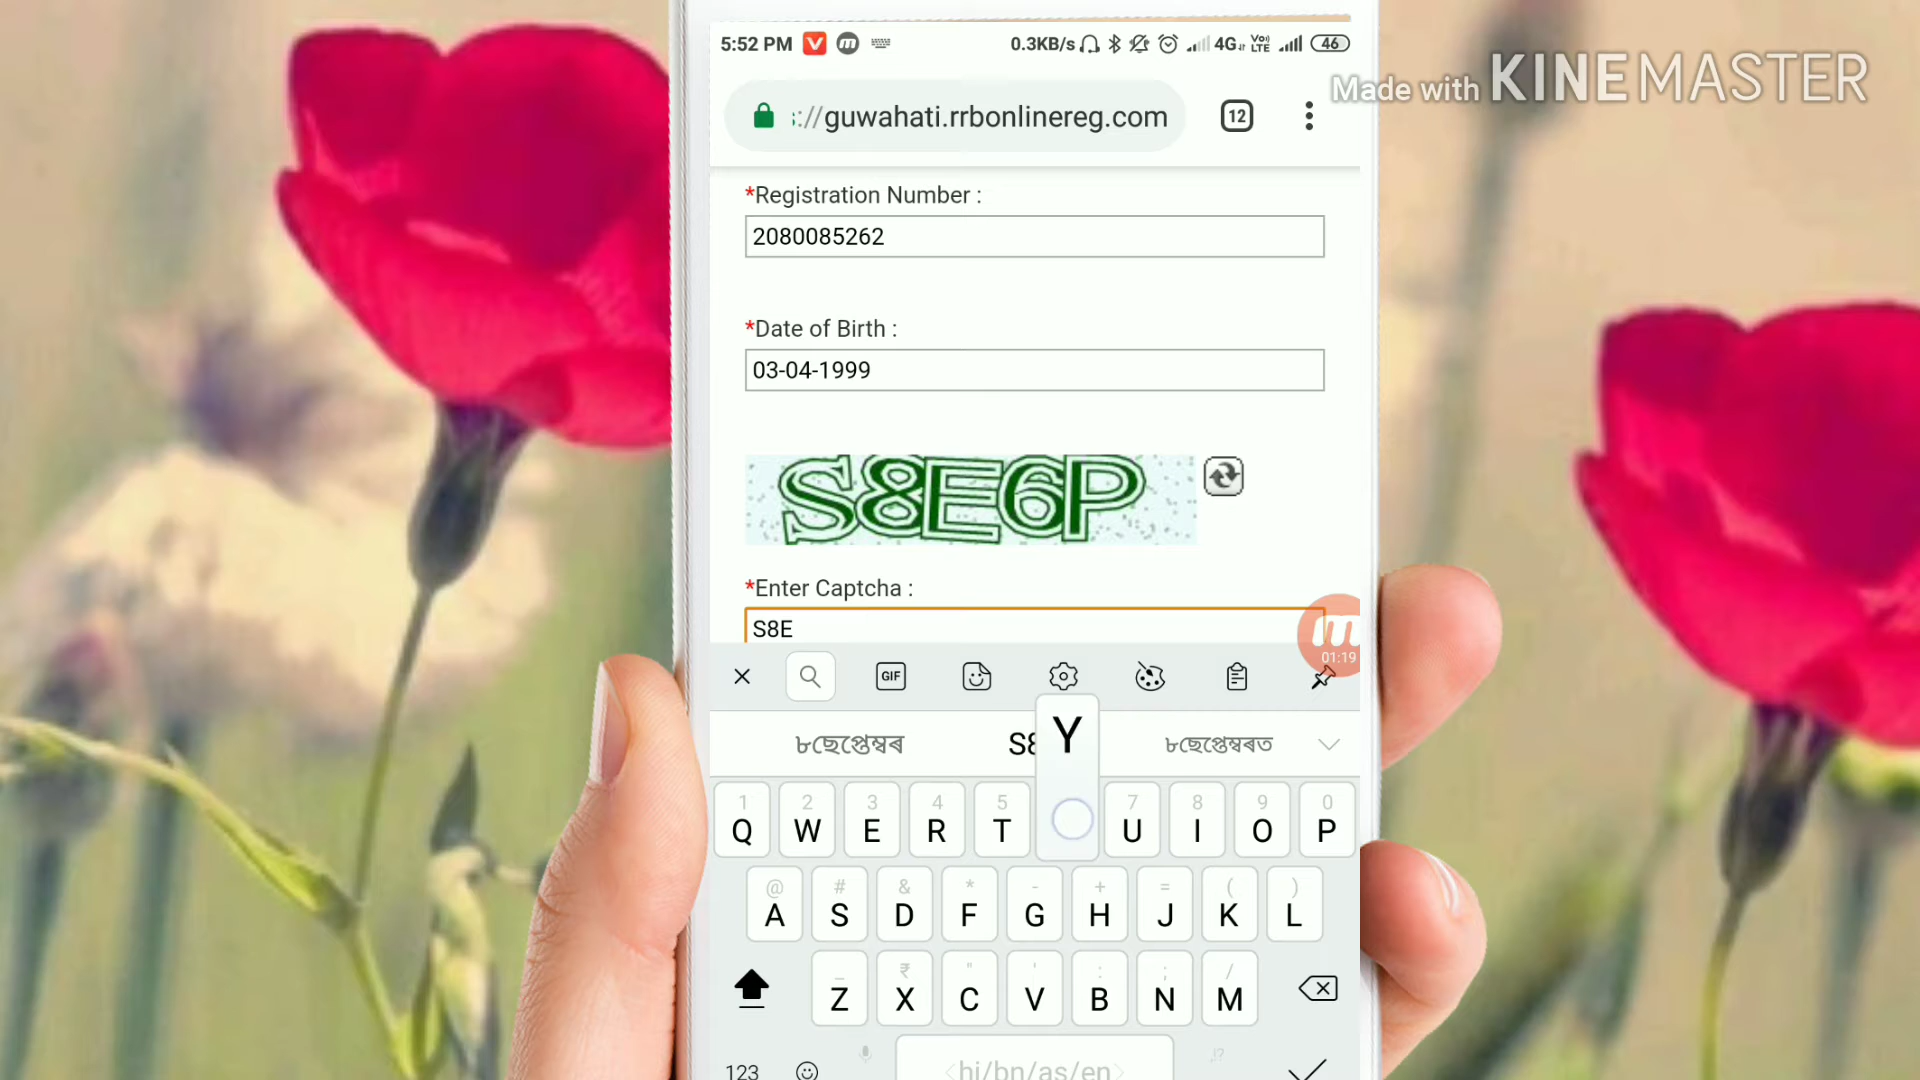 5:52 PM 0.3KB/s 4G Vo) LTE 46
Made with KINEMASTER
://guwahati.rrbonlinereg.com 12
*Registration Number :
2080085262
*Date of Birth :
03-04-1999
S8E6P
*Enter Captcha :
S8E
01:19
GIF
৮ছেপ্তেম্বৰ S8 ৮ছেপ্তেম্বৰত
Y
1 2 3 4 5 7 8 9 0
Q W E R T U I O P
@ # & * - + = ( )
A S D F G H J K L
_ ₹ " ' : ; /
Z X C V B N M
123 <hi/bn/as/en> ,!?